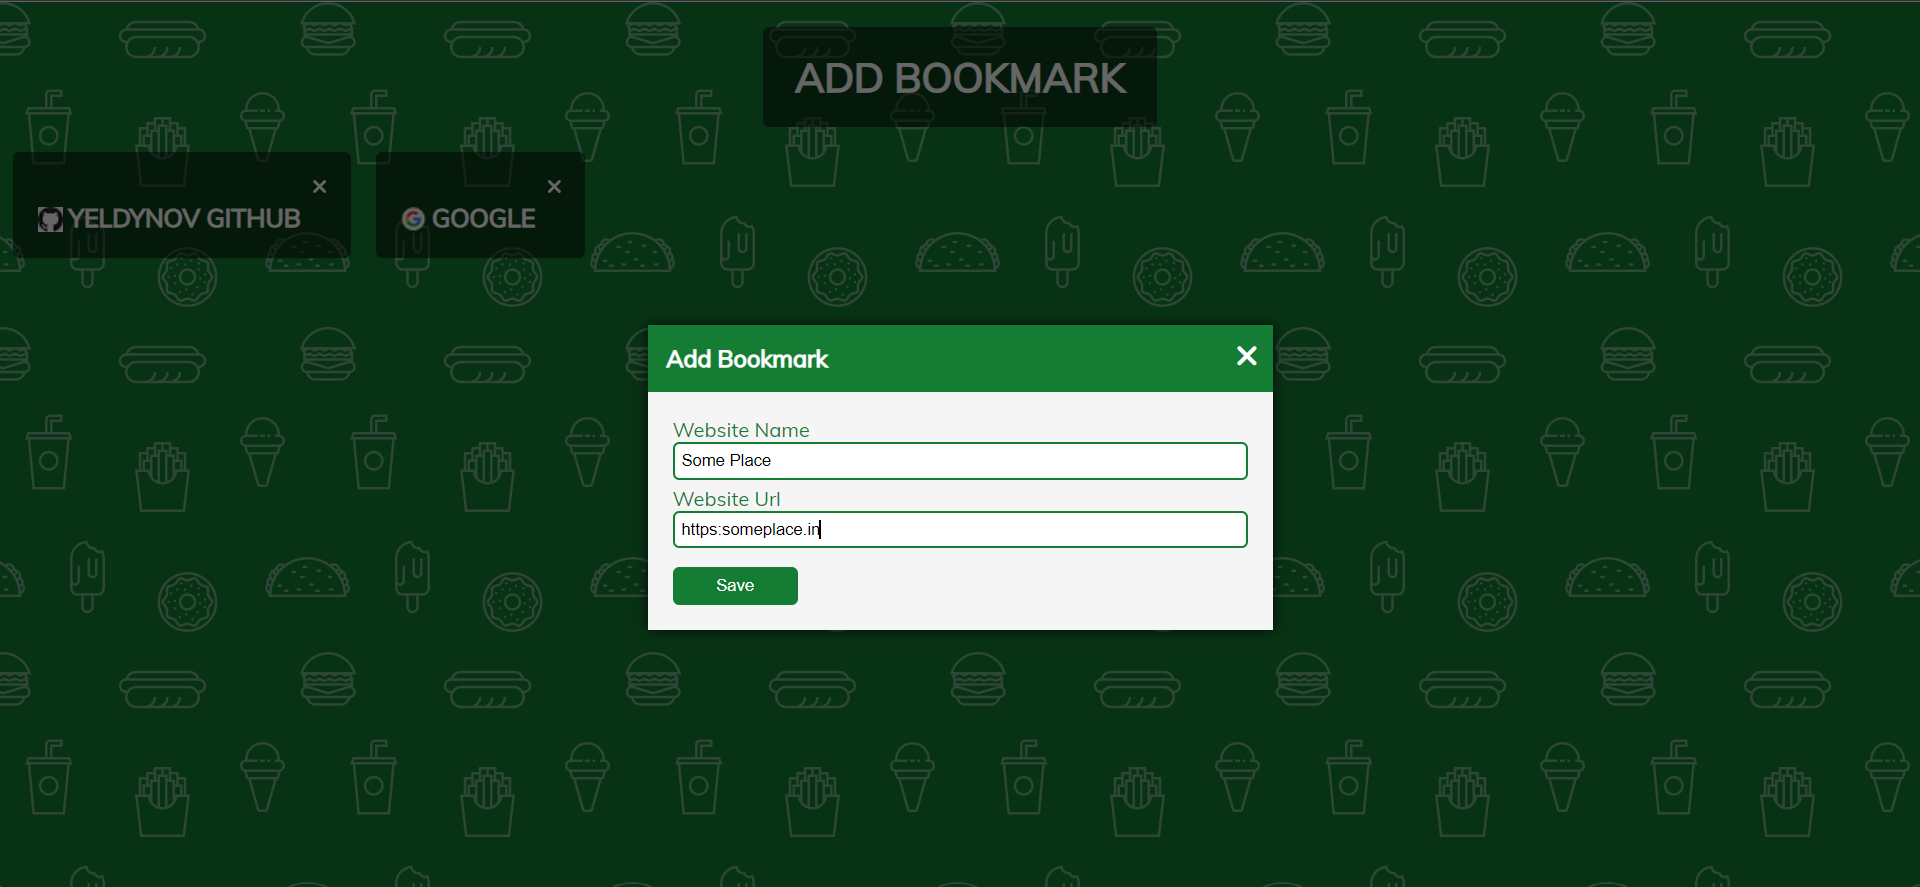 ADD BOOKMARK
YELDYNOV GITHUB
GOOGLE
Add Bookmark
Website Name
Some Place
Website Url
https:someplace.in
Save